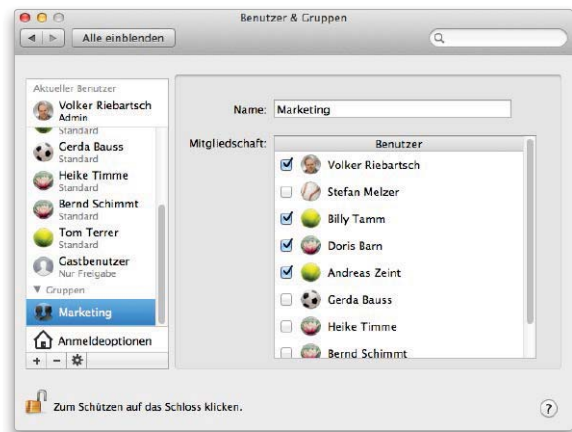 Benutzer & Gruppen
Alle einblenden
Aktueller Benutzer
Volker Riebartsch
Admin
Standard
Gerda Bauss
Standard
Heike Timme
Standard
Bernd Schimmt
Standard
Tom Terrer
Standard
Gastbenutzer
Nur Freigabe
Gruppen
Marketing
Anmeldeoptionen
+ −
Name: Marketing
Mitgliedschaft: Benutzer
Volker Riebartsch
Stefan Melzer
Billy Tamm
Doris Barn
Andreas Zeint
Gerda Bauss
Heike Timme
Bernd Schimmt
Zum Schützen auf das Schloss klicken.
?